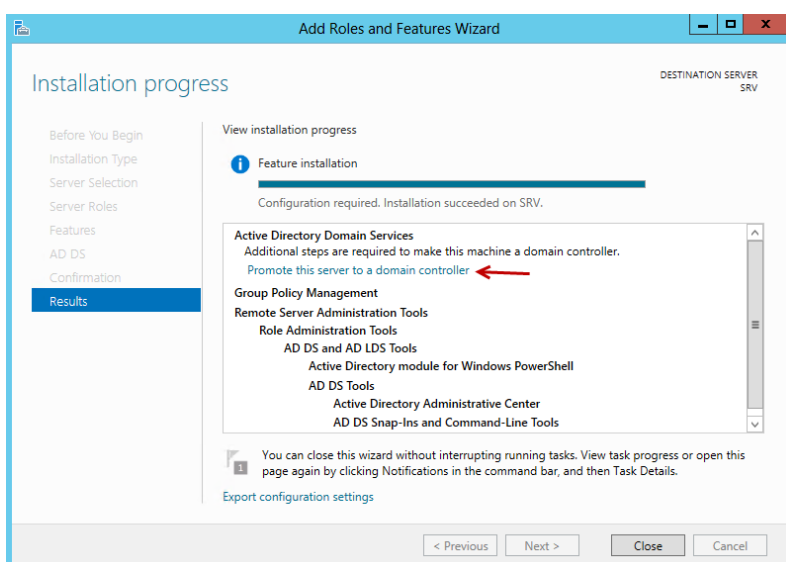 Add Roles and Features Wizard
Installation progress
DESTINATION SERVER
SRV
Before You Begin
Installation Type
Server Selection
Server Roles
Features
AD DS
Confirmation
Results
View installation progress
Feature installation
Configuration required. Installation succeeded on SRV.
Active Directory Domain Services
Additional steps are required to make this machine a domain controller.
Promote this server to a domain controller
Group Policy Management
Remote Server Administration Tools
Role Administration Tools
AD DS and AD LDS Tools
Active Directory module for Windows PowerShell
AD DS Tools
Active Directory Administrative Center
AD DS Snap-Ins and Command-Line Tools
1
You can close this wizard without interrupting running tasks. View task progress or open this
page again by clicking Notifications in the command bar, and then Task Details.
Export configuration settings
< Previous
Next >
Close
Cancel